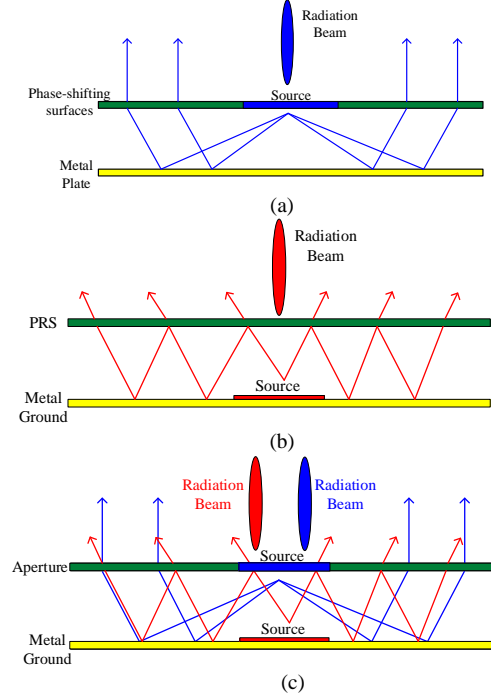 Radiation
Beam
Phase-shifting
surfaces
Source
Metal
Plate
(a)
Radiation
Beam
PRS
Source
Metal
Ground
(b)
Radiation
Beam
Radiation
Beam
Source
Aperture
Source
Metal
Ground
(c)